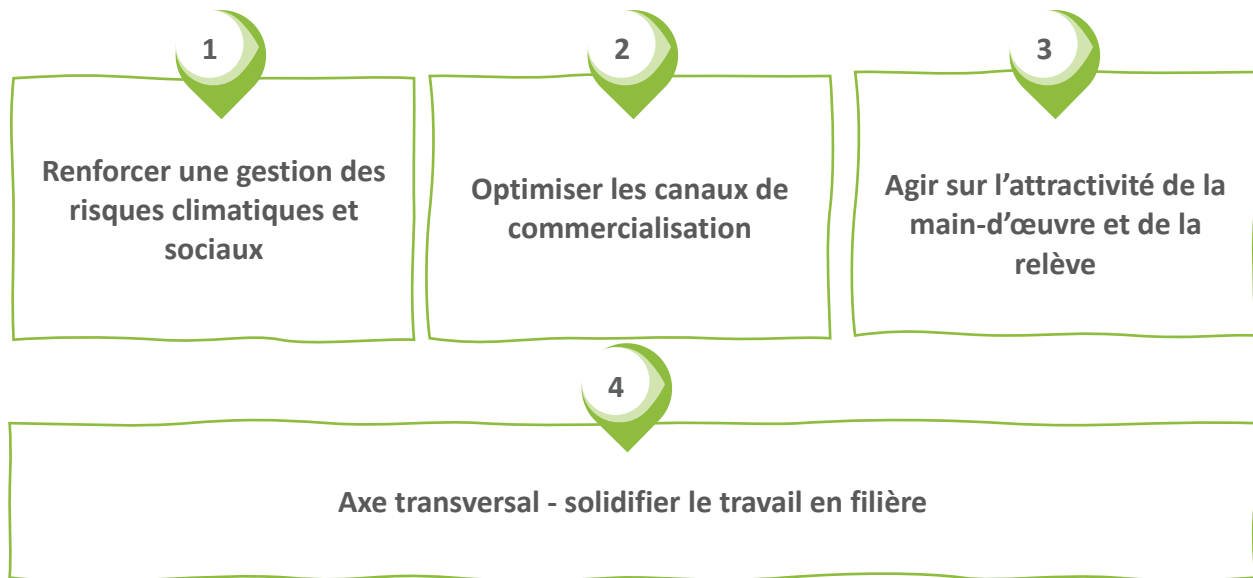 1
Renforcer une gestion des
risques climatiques et
sociaux
2
Optimiser les canaux de
commercialisation
3
Agir sur l’attractivité de la
main-d’œuvre et de la
relève
4
Axe transversal - solidifier le travail en filière